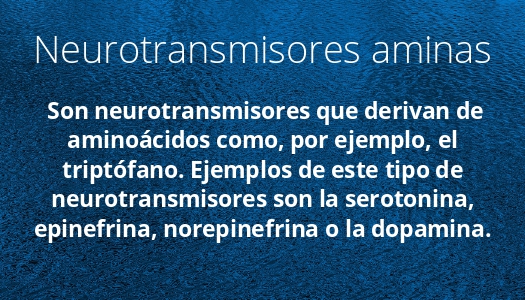 Neurotransmisores aminas
Son neurotransmisores que derivan de
aminoácidos como, por ejemplo, el
triptófano. Ejemplos de este tipo de
neurotransmisores son la serotonina,
epinefrina, norepinefrina o la dopamina.